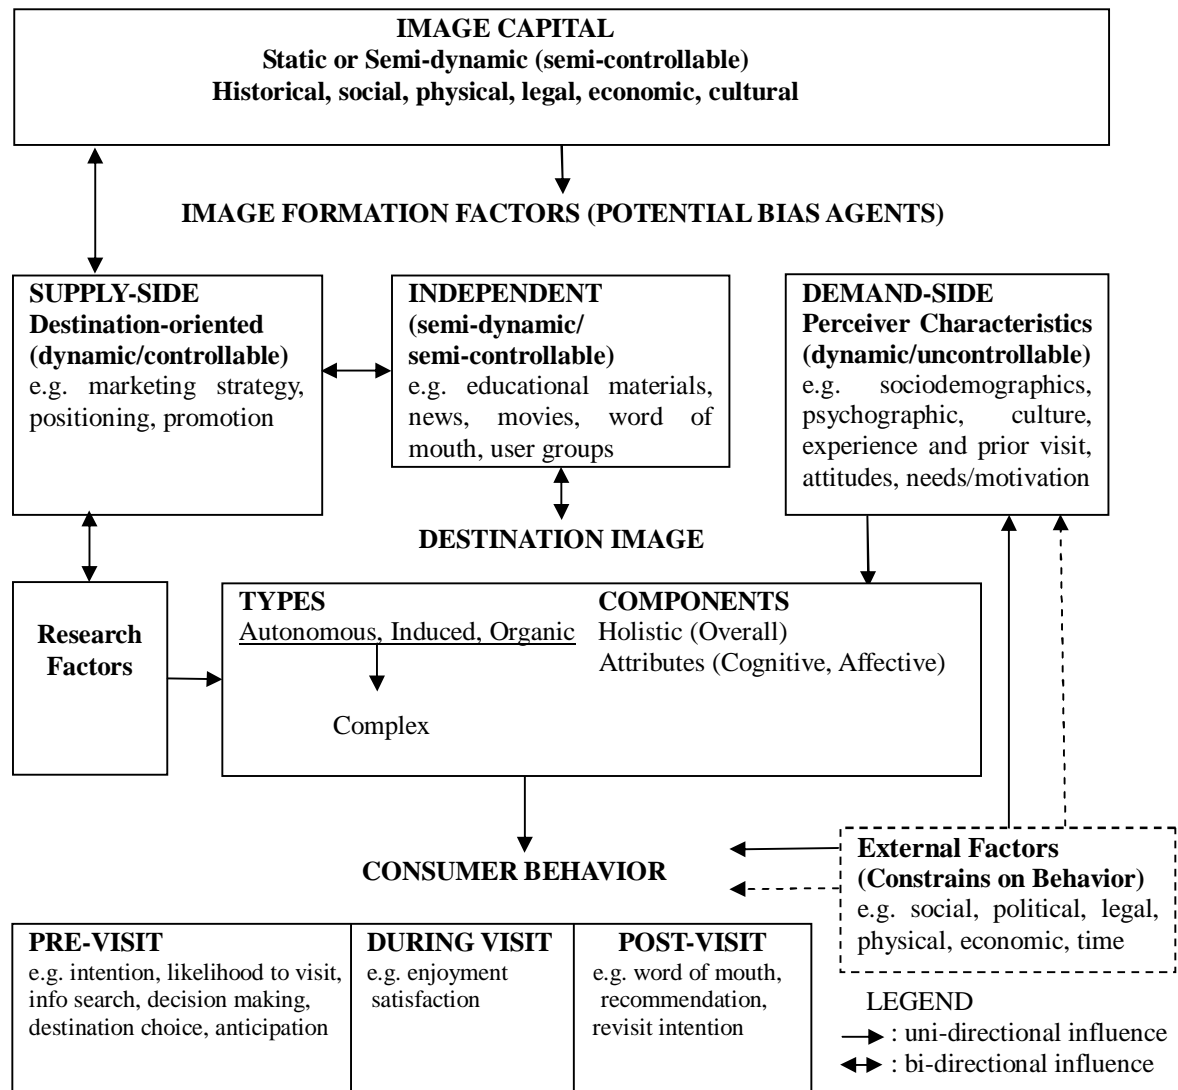 IMAGE CAPITAL
Static or Semi-dynamic (semi-controllable)
Historical, social, physical, legal, economic, cultural
IMAGE FORMATION FACTORS (POTENTIAL BIAS AGENTS)
SUPPLY-SIDE
Destination-oriented
(dynamic/controllable)
e.g. marketing strategy,
positioning, promotion
INDEPENDENT
(semi-dynamic/
semi-controllable)
e.g. educational materials,
news, movies, word of
mouth, user groups
DEMAND-SIDE
Perceiver Characteristics
(dynamic/uncontrollable)
e.g. sociodemographics,
psychographic, culture,
experience and prior visit,
attitudes, needs/motivation
DESTINATION IMAGE
Research
Factors
TYPES
Autonomous, Induced, Organic
Complex
COMPONENTS
Holistic (Overall)
Attributes (Cognitive, Affective)
CONSUMER BEHAVIOR
External Factors
(Constrains on Behavior)
e.g. social, political, legal,
physical, economic, time
PRE-VISIT
e.g. intention, likelihood to visit,
info search, decision making,
destination choice, anticipation
DURING VISIT
e.g. enjoyment
satisfaction
POST-VISIT
e.g. word of mouth,
recommendation,
revisit intention
LEGEND
: uni-directional influence
: bi-directional influence